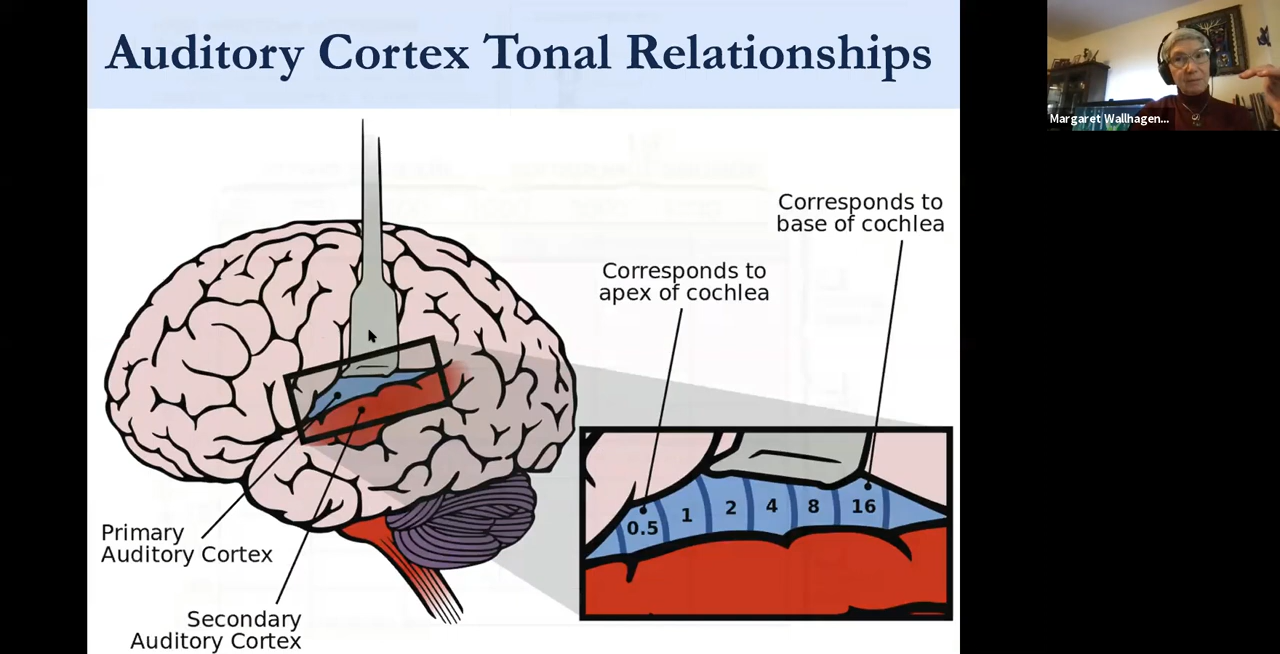 Auditory Cortex Tonal Relationships
Margaret Wallhagen...
Corresponds to
base of cochlea
Corresponds to
apex of cochlea
0.5 1 2 4 8 16
Primary
Auditory Cortex
Secondary
Auditory Cortex